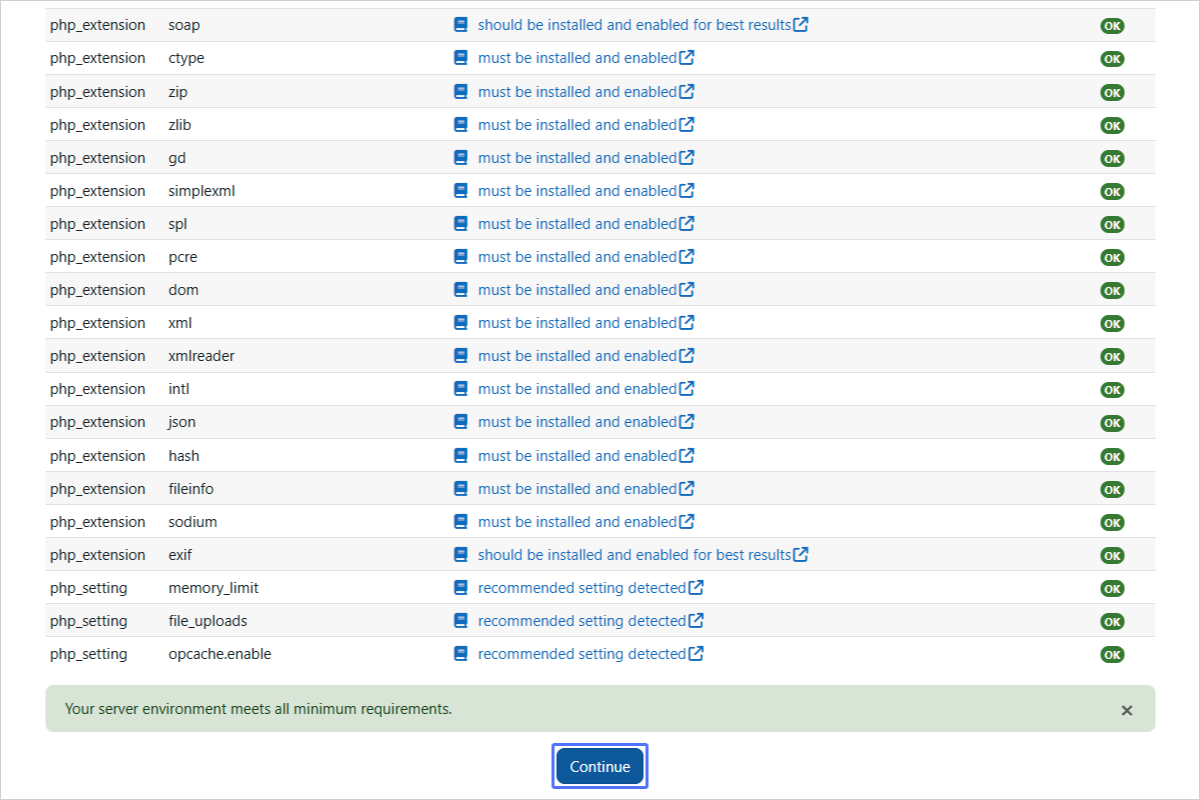 php_extension soap should be installed and enabled for best results OK
php_extension ctype must be installed and enabled OK
php_extension zip must be installed and enabled OK
php_extension zlib must be installed and enabled OK
php_extension gd must be installed and enabled OK
php_extension simplexml must be installed and enabled OK
php_extension spl must be installed and enabled OK
php_extension pcre must be installed and enabled OK
php_extension dom must be installed and enabled OK
php_extension xml must be installed and enabled OK
php_extension xmlreader must be installed and enabled OK
php_extension intl must be installed and enabled OK
php_extension json must be installed and enabled OK
php_extension hash must be installed and enabled OK
php_extension fileinfo must be installed and enabled OK
php_extension sodium must be installed and enabled OK
php_extension exif should be installed and enabled for best results OK
php_setting memory_limit recommended setting detected OK
php_setting file_uploads recommended setting detected OK
php_setting opcache.enable recommended setting detected OK
Your server environment meets all minimum requirements. ×
Continue